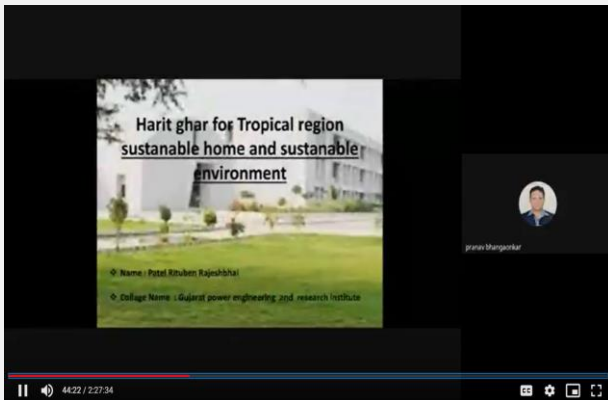 Harit ghar for Tropical region
sustanable home and sustanable
environment
❖ Name : Patel Rituben Rajeshbhai
❖ Collage Name : Gujarat power engineering and research institute
pranav bhangaonkar
44:22 / 2:27:34
CC